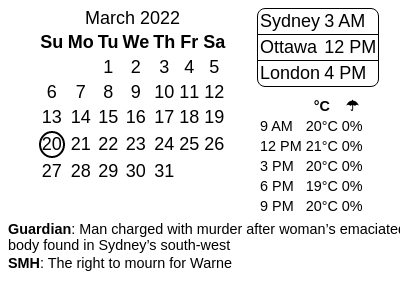 March 2022
Su Mo Tu We Th Fr Sa
1 2 3 4 5
6 7 8 9 10 11 12
13 14 15 16 17 18 19
20 21 22 23 24 25 26
27 28 29 30 31
Sydney 3 AM
Ottawa 12 PM
London 4 PM
°C ☂
9 AM 20°C 0%
12 PM 21°C 0%
3 PM 20°C 0%
6 PM 19°C 0%
9 PM 20°C 0%
Guardian: Man charged with murder after woman’s emaciate
body found in Sydney’s south-west
SMH: The right to mourn for Warne